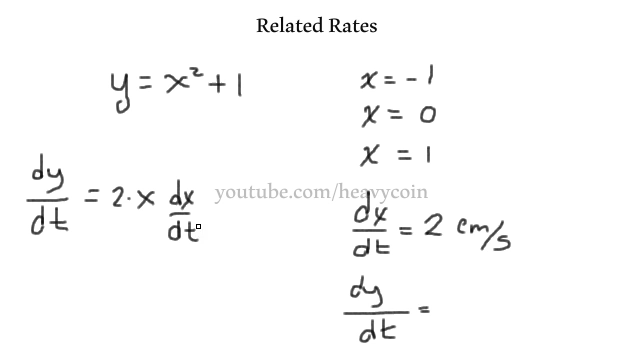 Related Rates
y = x² + 1
x = -1
x = 0
x = 1
dy/dt = 2·x dx/dt
youtube.com/heavycoin
dx/dt = 2 cm/s
dy/dt =